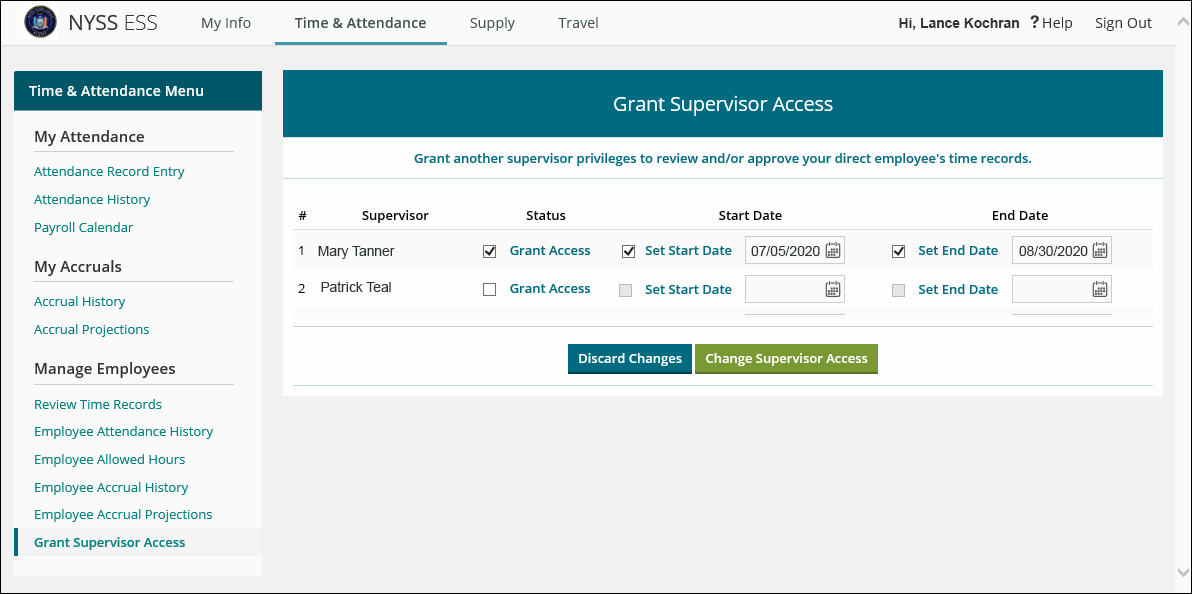 NYSS ESS My Info Time & Attendance Supply Travel Hi, Lance Kochran ? Help Sign Out
Time & Attendance Menu
My Attendance
Attendance Record Entry
Attendance History
Payroll Calendar
My Accruals
Accrual History
Accrual Projections
Manage Employees
Review Time Records
Employee Attendance History
Employee Allowed Hours
Employee Accrual History
Employee Accrual Projections
Grant Supervisor Access
Grant Supervisor Access
Grant another supervisor privileges to review and/or approve your direct employee's time records.
# Supervisor Status Start Date End Date
1 Mary Tanner Grant Access Set Start Date 07/05/2020 Set End Date 08/30/2020
2 Patrick Teal Grant Access Set Start Date Set End Date
Discard Changes Change Supervisor Access